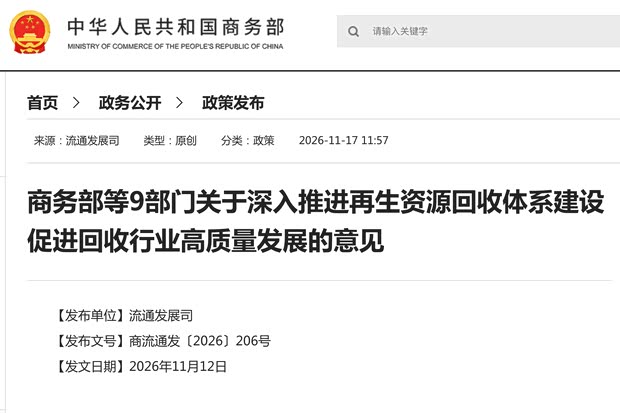 中华人民共和国商务部
MINISTRY OF COMMERCE OF THE PEOPLE'S REPUBLIC OF CHINA
请输入关键字
首页 > 政务公开 > 政策发布
来源：流通发展司 类型：原创 分类：政策 2026-11-17 11:57
商务部等9部门关于深入推进再生资源回收体系建设
促进回收行业高质量发展的意见
【发布单位】流通发展司
【发布文号】商流通发〔2026〕206号
【发文日期】2026年11月12日